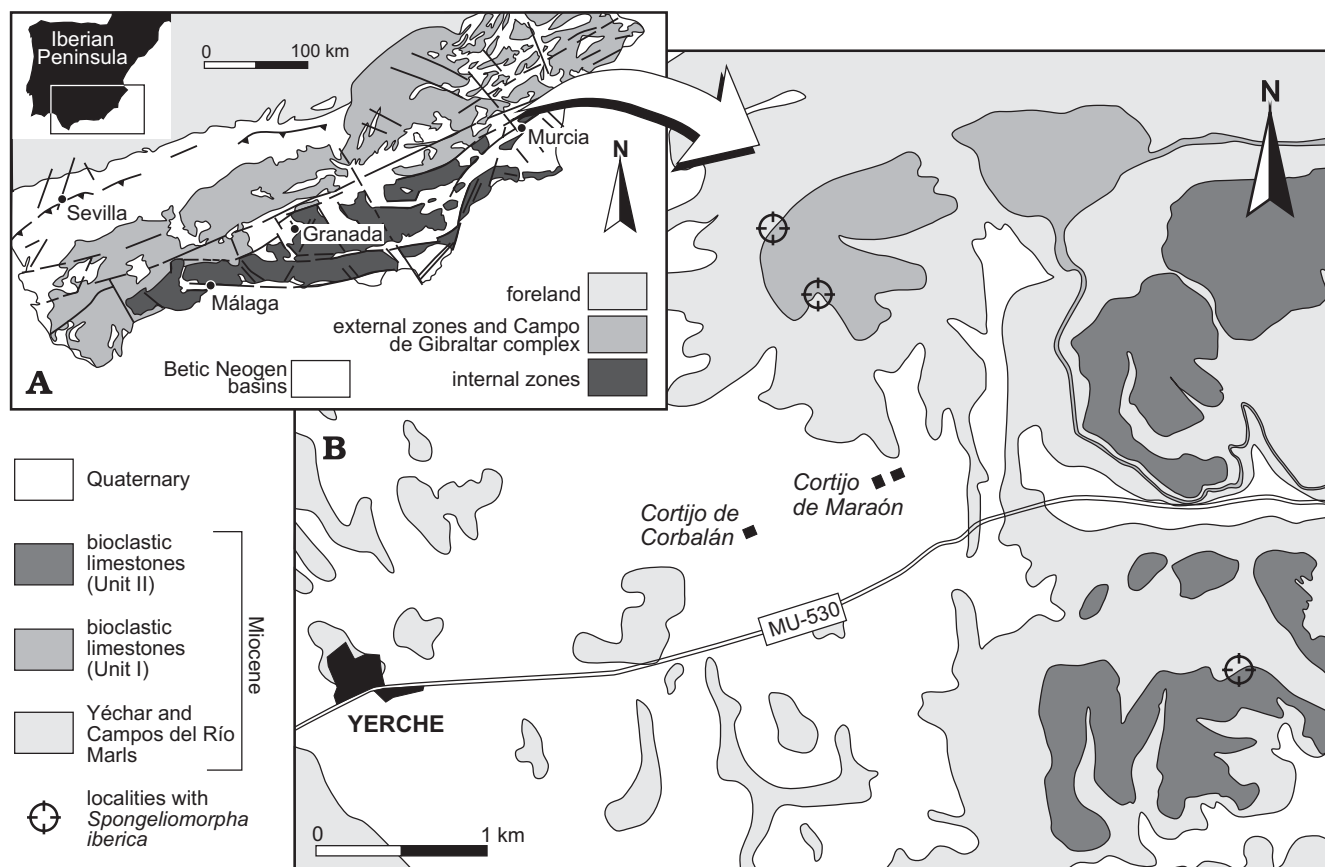 Iberian
Peninsula
0 100 km
Murcia
N
Sevilla
Granada
Málaga
foreland
external zones and Campo
de Gibraltar complex
internal zones
Betic Neogen
basins
A
N
B
Cortijo
de Maraón
Cortijo de
Corbalán
MU-530
YERCHE
0 1 km
Quaternary
bioclastic
limestones
(Unit II)
bioclastic
limestones
(Unit I)
Yéchar and
Campos del Río
Marls
Miocene
localities with
Spongeliomorpha
iberica